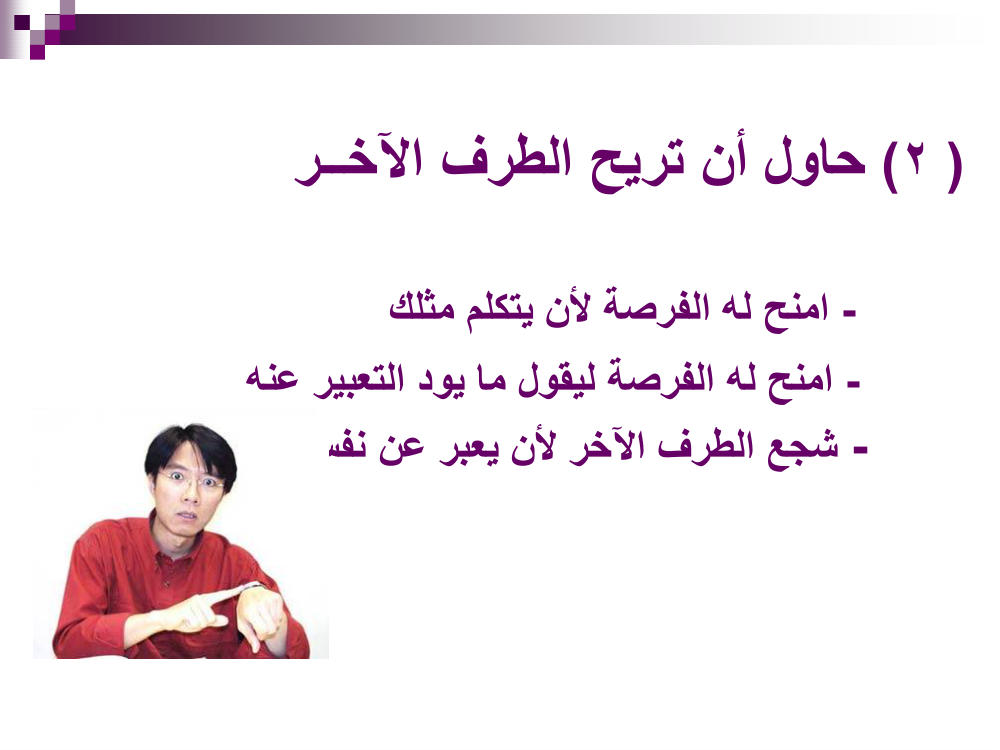 ( ٢) حاول أن تريح الطرف الآخــر
- امنح له الفرصة لأن يتكلم مثلك
- امنح له الفرصة ليقول ما يود التعبير عنه
- شجع الطرف الآخر لأن يعبر عن